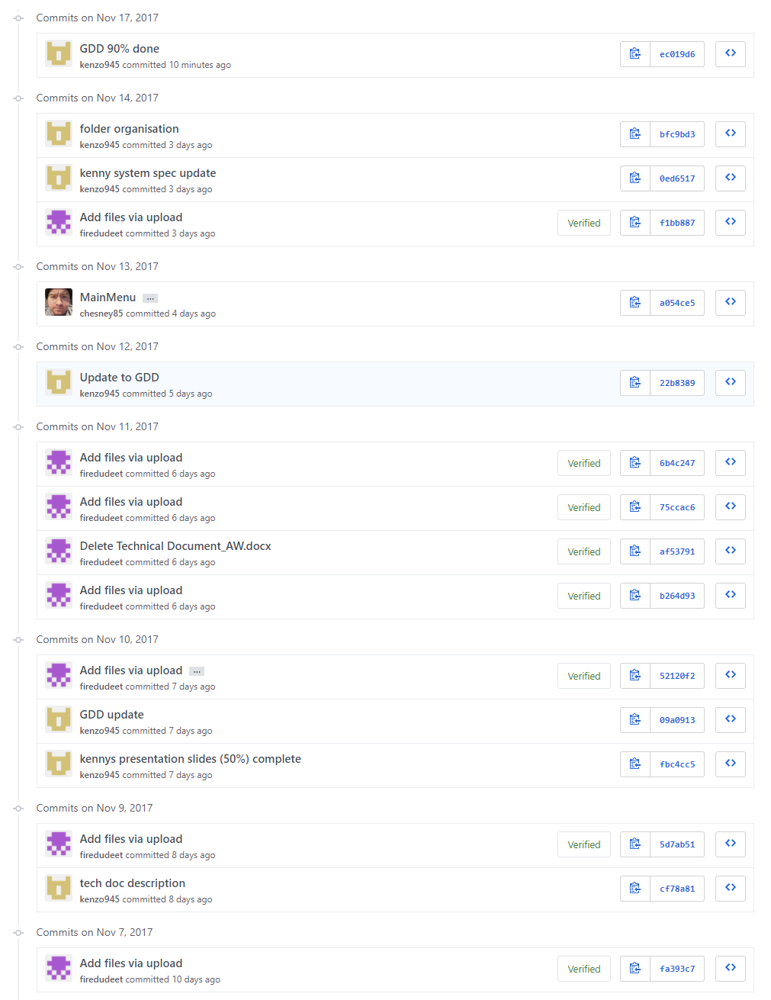 Commits on Nov 17, 2017
GDD 90% done
kenzo945 committed 10 minutes ago
ec019d6
Commits on Nov 14, 2017
folder organisation
kenzo945 committed 3 days ago
bfc9bd3
kenny system spec update
kenzo945 committed 3 days ago
0ed6517
Add files via upload
firedudeet committed 3 days ago
Verified
f1bb887
Commits on Nov 13, 2017
MainMenu ...
chesney85 committed 4 days ago
a054ce5
Commits on Nov 12, 2017
Update to GDD
kenzo945 committed 5 days ago
22b8389
Commits on Nov 11, 2017
Add files via upload
firedudeet committed 6 days ago
Verified
6b4c247
Add files via upload
firedudeet committed 6 days ago
Verified
75ccac6
Delete Technical Document_AW.docx
firedudeet committed 6 days ago
Verified
af53791
Add files via upload
firedudeet committed 6 days ago
Verified
b264d93
Commits on Nov 10, 2017
Add files via upload ...
firedudeet committed 7 days ago
Verified
52120f2
GDD update
kenzo945 committed 7 days ago
09a0913
kennys presentation slides (50%) complete
kenzo945 committed 7 days ago
fbc4cc5
Commits on Nov 9, 2017
Add files via upload
firedudeet committed 8 days ago
Verified
5d7ab51
tech doc description
kenzo945 committed 8 days ago
cf78a81
Commits on Nov 7, 2017
Add files via upload
firedudeet committed 10 days ago
Verified
fa393c7